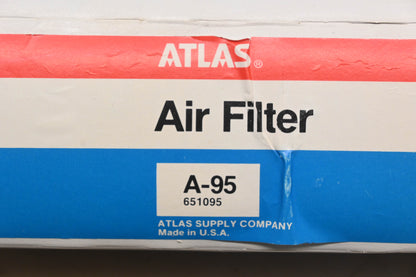 ATLAS®
Air Filter
A-95
651095
ATLAS SUPPLY COMPANY
Made in U.S.A.